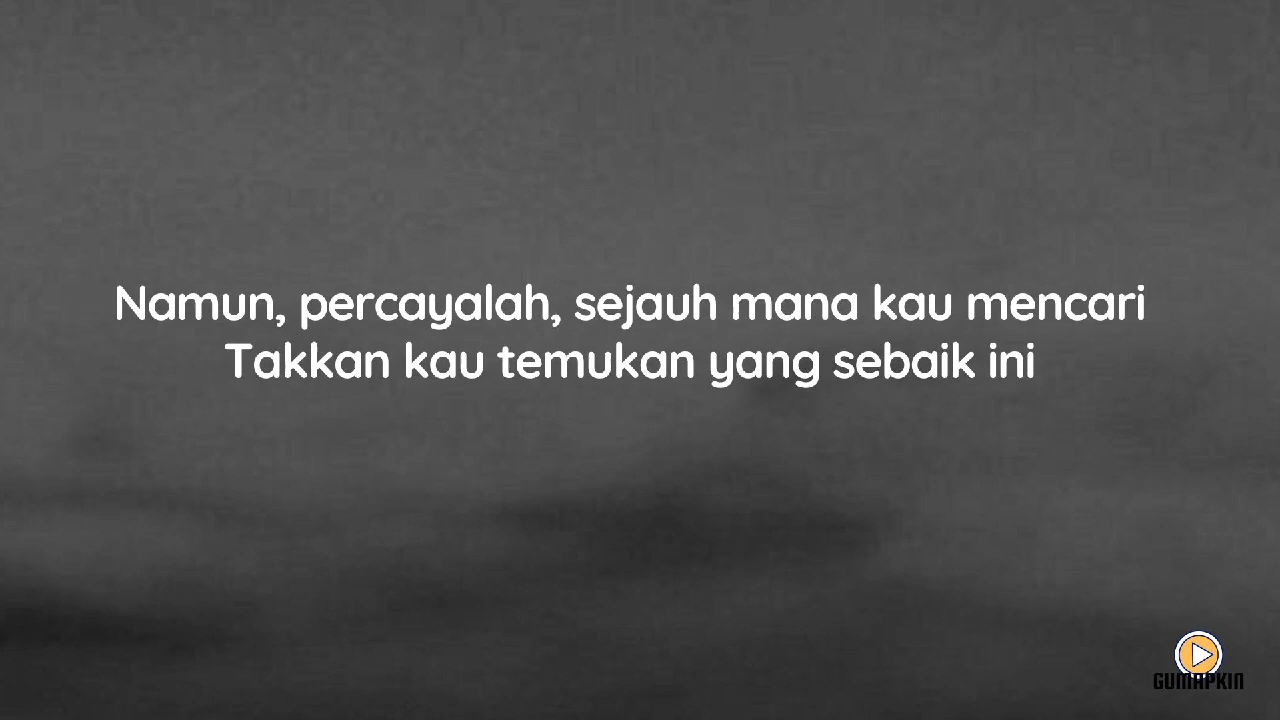 Namun, percayalah, sejauh mana kau mencari
Takkan kau temukan yang sebaik ini
GUMAPKIN